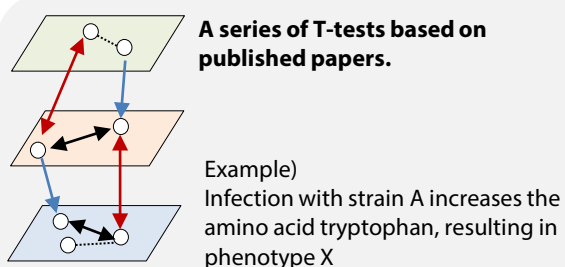 A series of T-tests based on
published papers.
Example)
Infection with strain A increases the
amino acid tryptophan, resulting in
phenotype X